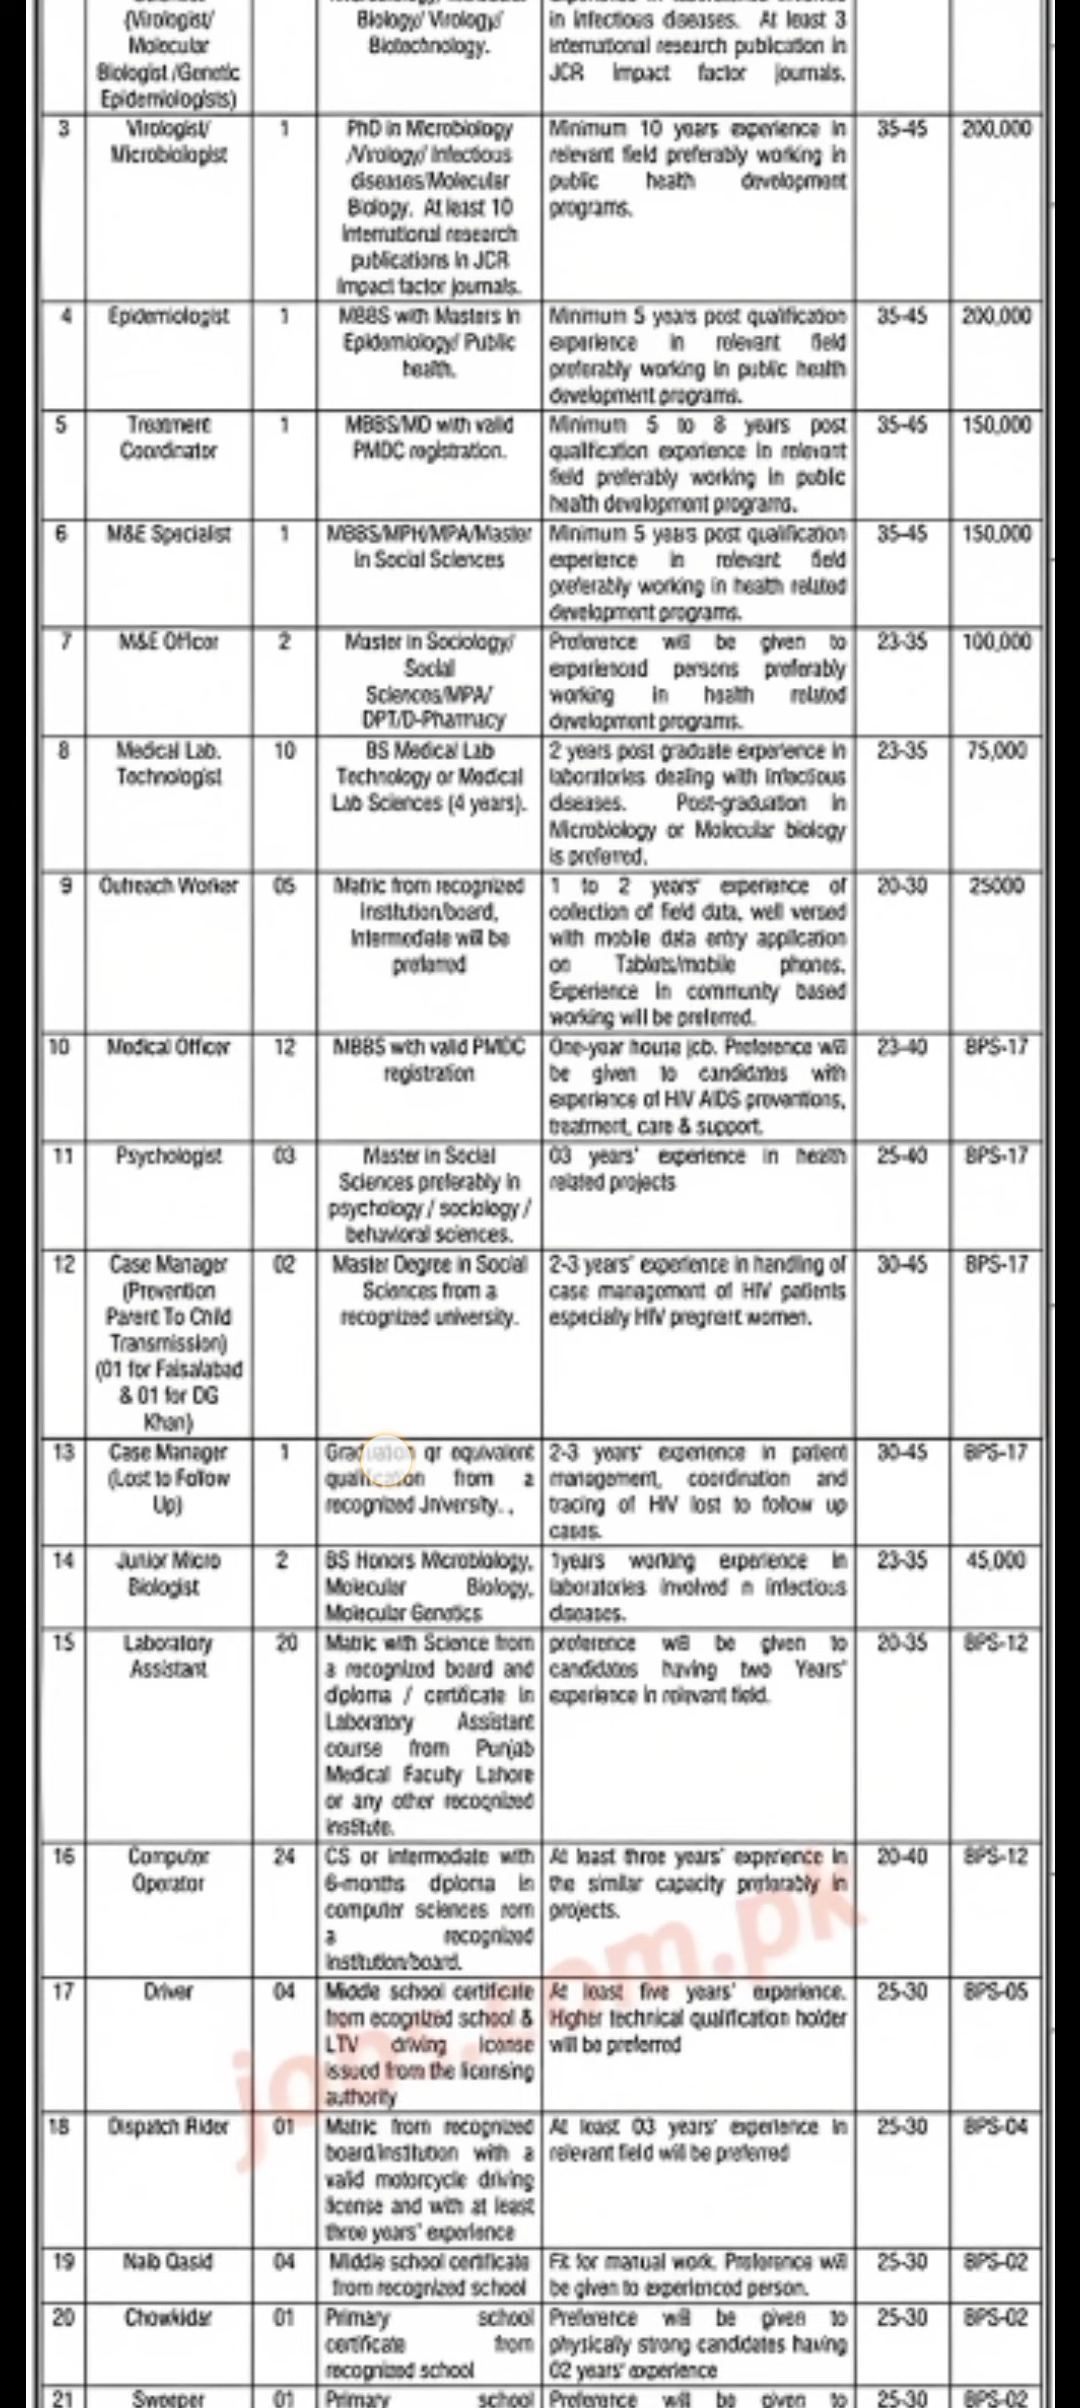 (Virologist/
Molecular
Biologist /Genetic
Epidemiologists)
Biology/ Virology/
Biotechnology.
in infectious diseases. At least 3
international research publication in
JCR impact factor journals.
3
Virologist/
Microbiologist
1
PhD in Microbiology
/Virology/ Infectious
diseases/Molecular
Biology. At least 10
international research
publications in JCR
impact factor journals.
Minimum 10 years experience in
relevant field preferably working in
public health development
programs.
35-45
200,000
4
Epidemiologist
1
MBBS with Masters in
Epidemiology/ Public
health.
Minimum 5 years post qualification
experience in relevant field
preferably working in public health
development programs.
35-45
200,000
5
Treatment
Coordinator
1
MBBS/MD with valid
PMDC registration.
Minimum 5 to 8 years post
qualification experience in relevant
field preferably working in public
health development programs.
35-45
150,000
6
M&E Specialist
1
MBBS/MPH/MPA/Master
in Social Sciences
Minimum 5 years post qualification
experience in relevant field
preferably working in health related
development programs.
35-45
150,000
7
M&E Officer
2
Master in Sociology/
Social
Sciences/MPA/
DPT/D-Pharmacy
Preference will be given to
experienced persons preferably
working in health related
development programs.
23-35
100,000
8
Medical Lab.
Technologist
10
BS Medical Lab
Technology or Medical
Lab Sciences (4 years).
2 years post graduate experience in
laboratories dealing with infectious
diseases. Post-graduation in
Microbiology or Molecular biology
is preferred.
23-35
75,000
9
Outreach Worker
05
Matric from recognized
institution/board,
Intermediate will be
preferred
1 to 2 years' experience of
collection of field data, well versed
with mobile data entry application
on Tablets/mobile phones.
Experience in community based
working will be preferred.
20-30
25000
10
Medical Officer
12
MBBS with valid PMDC
registration
One-year house job. Preference will
be given to candidates with
experience of HIV AIDS preventions,
treatment, care & support.
23-40
BPS-17
11
Psychologist
03
Master in Social
Sciences preferably in
psychology / sociology /
behavioral sciences.
03 years' experience in health
related projects
25-40
BPS-17
12
Case Manager
(Prevention
Parent To Child
Transmission)
(01 for Faisalabad
& 01 for DG
Khan)
02
Master Degree in Social
Sciences from a
recognized university.
2-3 years' experience in handling of
case management of HIV patients
especially HIV pregnant women.
30-45
BPS-17
13
Case Manager
(Lost to Follow
Up)
1
Graduation or equivalent
qualification from a
recognized University. ,
2-3 years' experience in patient
management, coordination and
tracing of HIV lost to follow up
cases.
30-45
BPS-17
14
Junior Micro
Biologist
2
BS Honors Microbiology,
Molecular Biology,
Molecular Genetics
1years working experience in
laboratories involved n infectious
diseases.
23-35
45,000
15
Laboratory
Assistant
20
Matric with Science from
a recognized board and
diploma / certificate in
Laboratory Assistant
course from Punjab
Medical Faculty Lahore
or any other recognized
institute.
preference will be given to
candidates having two Years'
experience in relevant field.
20-35
BPS-12
16
Computer
Operator
24
CS or intermediate with
6-months diploma in
computer sciences rom
a recognized
institution/board.
At least three years' experience in
the similar capacity preferably in
projects.
20-40
BPS-12
17
Driver
04
Middle school certificate
from ecognized school &
LTV driving icense
issued from the licensing
authority
At least five years' experience.
Higher technical qualification holder
will be preferred
25-30
BPS-05
18
Dispatch Rider
01
Matric from recognized
board/institution with a
valid motorcycle driving
license and with at least
three years' experience
At least 03 years' experience in
relevant field will be preferred
25-30
BPS-04
19
Naib Qasid
04
Middle school certificate
from recognized school
Fit for manual work. Preference will
be given to experienced person.
25-30
BPS-02
20
Chowkidar
01
Primary school
certificate from
recognized school
Preference will be given to
physically strong candidates having
02 years' experience
25-30
BPS-02
21
Sweeper
01
Primary school
Preference will be given to
25-30
BPS-02